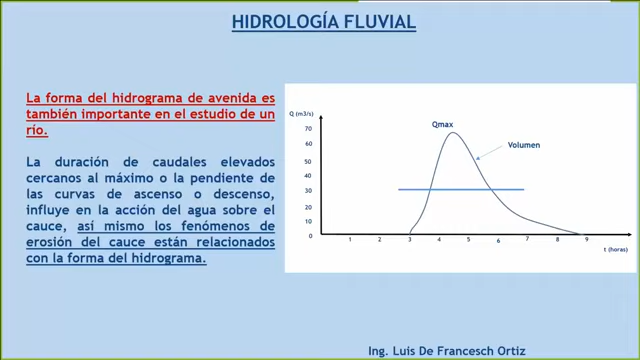 HIDROLOGÍA FLUVIAL
La forma del hidrograma de avenida es
también importante en el estudio de un
río.
La duración de caudales elevados
cercanos al máximo o la pendiente de
las curvas de ascenso o descenso,
influye en la acción del agua sobre el
cauce, así mismo los fenómenos de
erosión del cauce están relacionados
con la forma del hidrograma.
Q (m3/s)
70
60
50
40
30
20
10
0
Qmax
Volumen
1 2 3 4 5 6 7 8 9
t (horas)
Ing. Luis De Francesch Ortiz